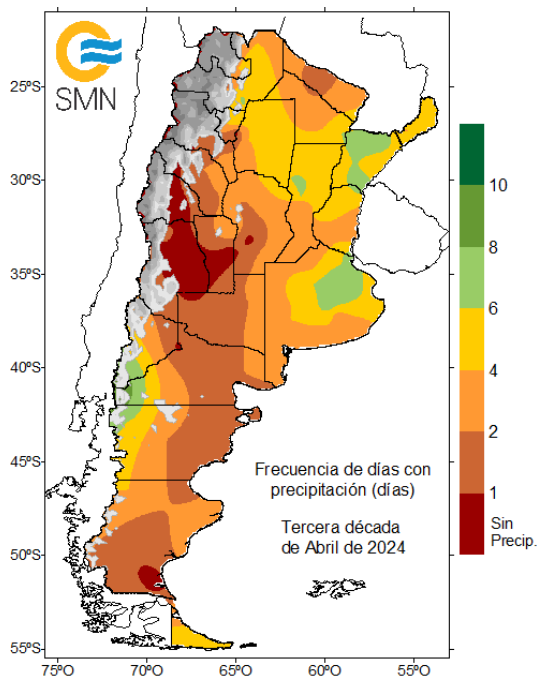 SMN
25ºS
30ºS
35ºS
40ºS
45ºS
50ºS
55ºS
75ºO
70ºO
65ºO
60ºO
55ºO
Frecuencia de días con
precipitación (días)
Tercera década
de Abril de 2024
10
8
6
4
2
1
Sin
Precip.